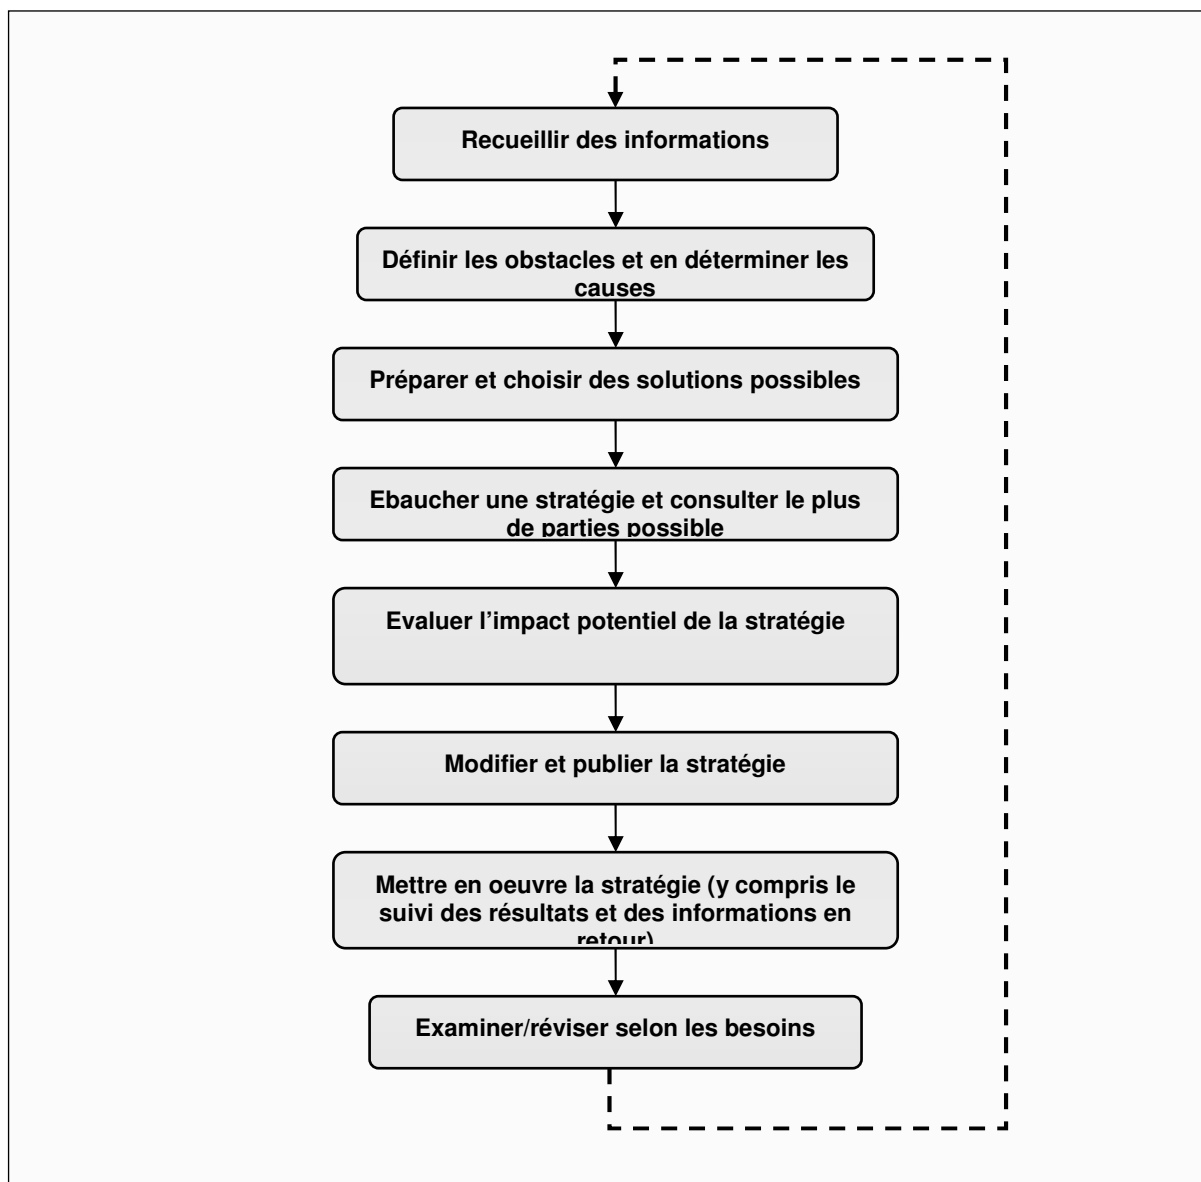 Recueillir des informations
Définir les obstacles et en déterminer les
causes
Préparer et choisir des solutions possibles
Ebaucher une stratégie et consulter le plus
de parties possible
Evaluer l’impact potentiel de la stratégie
Modifier et publier la stratégie
Mettre en oeuvre la stratégie (y compris le
suivi des résultats et des informations en
retour)
Examiner/réviser selon les besoins